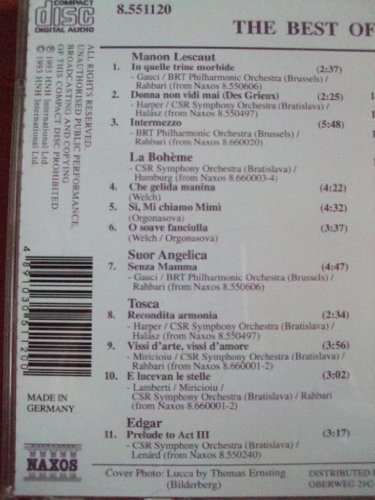 COMPACT
disc
DIGITAL AUDIO
8.551120
THE BEST OF
ALL RIGHTS RESERVED.
UNAUTHORISED PUBLIC PERFORMANCE,
BROADCASTING AND COPYING
OF THIS COMPACT DISC PROHIBITED.
℗ 1993 HNH International Ltd.
© 1993 HNH International Ltd.
Manon Lescaut
1. In quelle trine morbide (2:37)
- Gauci / BRT Philharmonic Orchestra (Brussels) /
Rahbari (from Naxos 8.550606)
2. Donna non vidi mai (Des Grieux) (2:25)
- Harper / CSR Symphony Orchestra (Bratislava) /
Halász (from Naxos 8.550497)
3. Intermezzo (5:48)
- BRT Philharmonic Orchestra (Brussels) /
Rahbari (from Naxos 8.660020)
La Bohème
- CSR Symphony Orchestra (Bratislava) /
Humburg (from Naxos 8.660003-4)
4. Che gelida manina (4:22)
(Welch)
5. Si, Mi chiamo Mimì (4:32)
(Orgonasova)
6. O soave fanciulla (3:37)
(Welch / Orgonasova)
Suor Angelica
7. Senza Mamma (4:47)
- Gauci / BRT Philharmonic Orchestra (Brussels) /
Rahbari (from Naxos 8.550606)
Tosca
8. Recondita armonia (2:34)
- Harper / CSR Symphony Orchestra (Bratislava) /
Halász (from Naxos 8.550497)
9. Vissi d'arte, vissi d'amore (3:56)
- Miricioiu / CSR Symphony Orchestra (Bratislava) /
Rahbari (from Naxos 8.660001-2)
10. E lucevan le stelle (3:02)
- Lamberti / Miricioiu /
CSR Symphony Orchestra (Bratislava) / Rahbari
(from Naxos 8.660001-2)
Edgar
11. Prelude to Act III (3:17)
- CSR Symphony Orchestra (Bratislava) /
Lenárd (from Naxos 8.550240)
4 891030 511200
MADE IN
GERMANY
NAXOS
Cover Photo: Lucca by Thomas Ernsting
(Bilderberg)
DISTRIBUTED
OBERWEG 21C